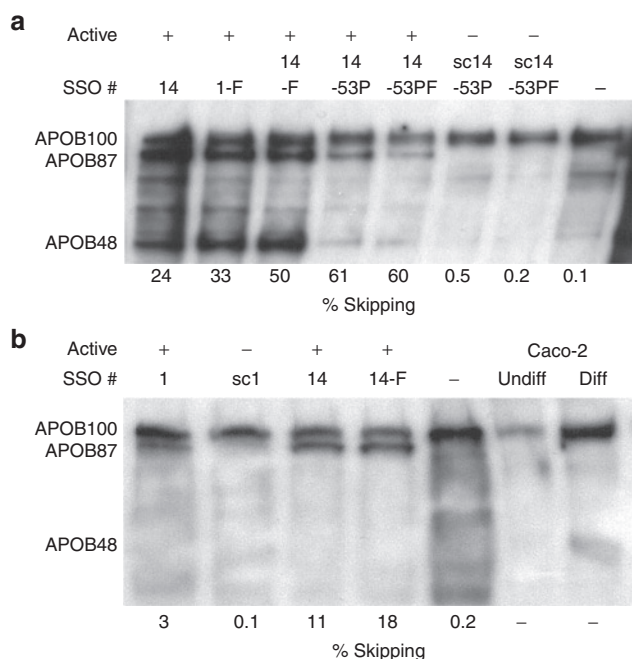 a
Active + + + + + – –
14 14 14 sc14 sc14
SSO # 14 1-F -F -53P -53PF -53P -53PF –
APOB100
APOB87
APOB48
24 33 50 61 60 0.5 0.2 0.1
% Skipping
b
Active + – + + Caco-2
SSO # 1 sc1 14 14-F – Undiff Diff
APOB100
APOB87
APOB48
3 0.1 11 18 0.2 – –
% Skipping